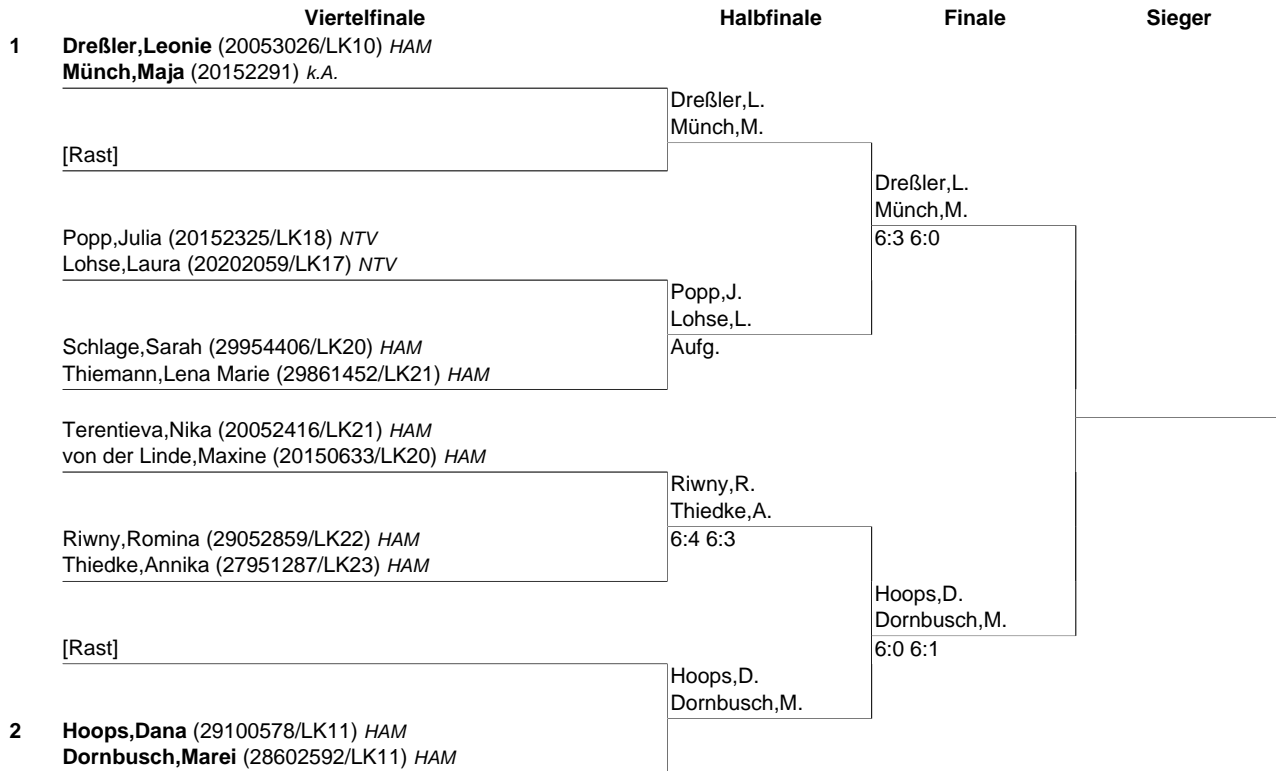 Viertelfinale Halbfinale Finale Sieger
1 Dreßler,Leonie (20053026/LK10) HAM
Münch,Maja (20152291) k.A.
Dreßler,L.
Münch,M.
[Rast]
Dreßler,L.
Münch,M.
Popp,Julia (20152325/LK18) NTV 6:3 6:0
Lohse,Laura (20202059/LK17) NTV
Popp,J.
Lohse,L.
Schlage,Sarah (29954406/LK20) HAM Aufg.
Thiemann,Lena Marie (29861452/LK21) HAM
Terentieva,Nika (20052416/LK21) HAM
von der Linde,Maxine (20150633/LK20) HAM
Riwny,R.
Thiedke,A.
Riwny,Romina (29052859/LK22) HAM 6:4 6:3
Thiedke,Annika (27951287/LK23) HAM
Hoops,D.
Dornbusch,M.
[Rast] 6:0 6:1
Hoops,D.
Dornbusch,M.
2 Hoops,Dana (29100578/LK11) HAM
Dornbusch,Marei (28602592/LK11) HAM